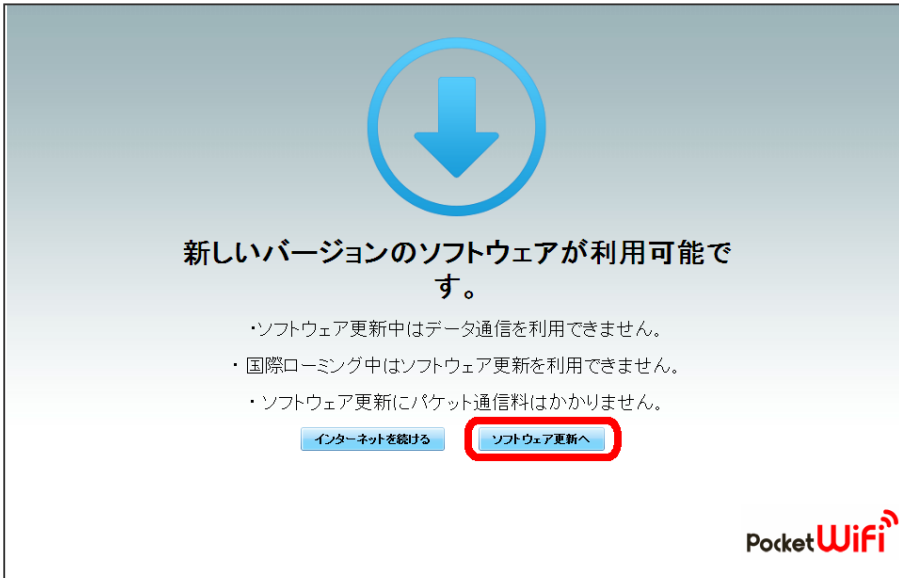 新しいバージョンのソフトウェアが利用可能で
す。
・ソフトウェア更新中はデータ通信を利用できません。
・国際ローミング中はソフトウェア更新を利用できません。
・ソフトウェア更新にパケット通信料はかかりません。
インターネットを続ける ソフトウェア更新へ
Pocket WiFi